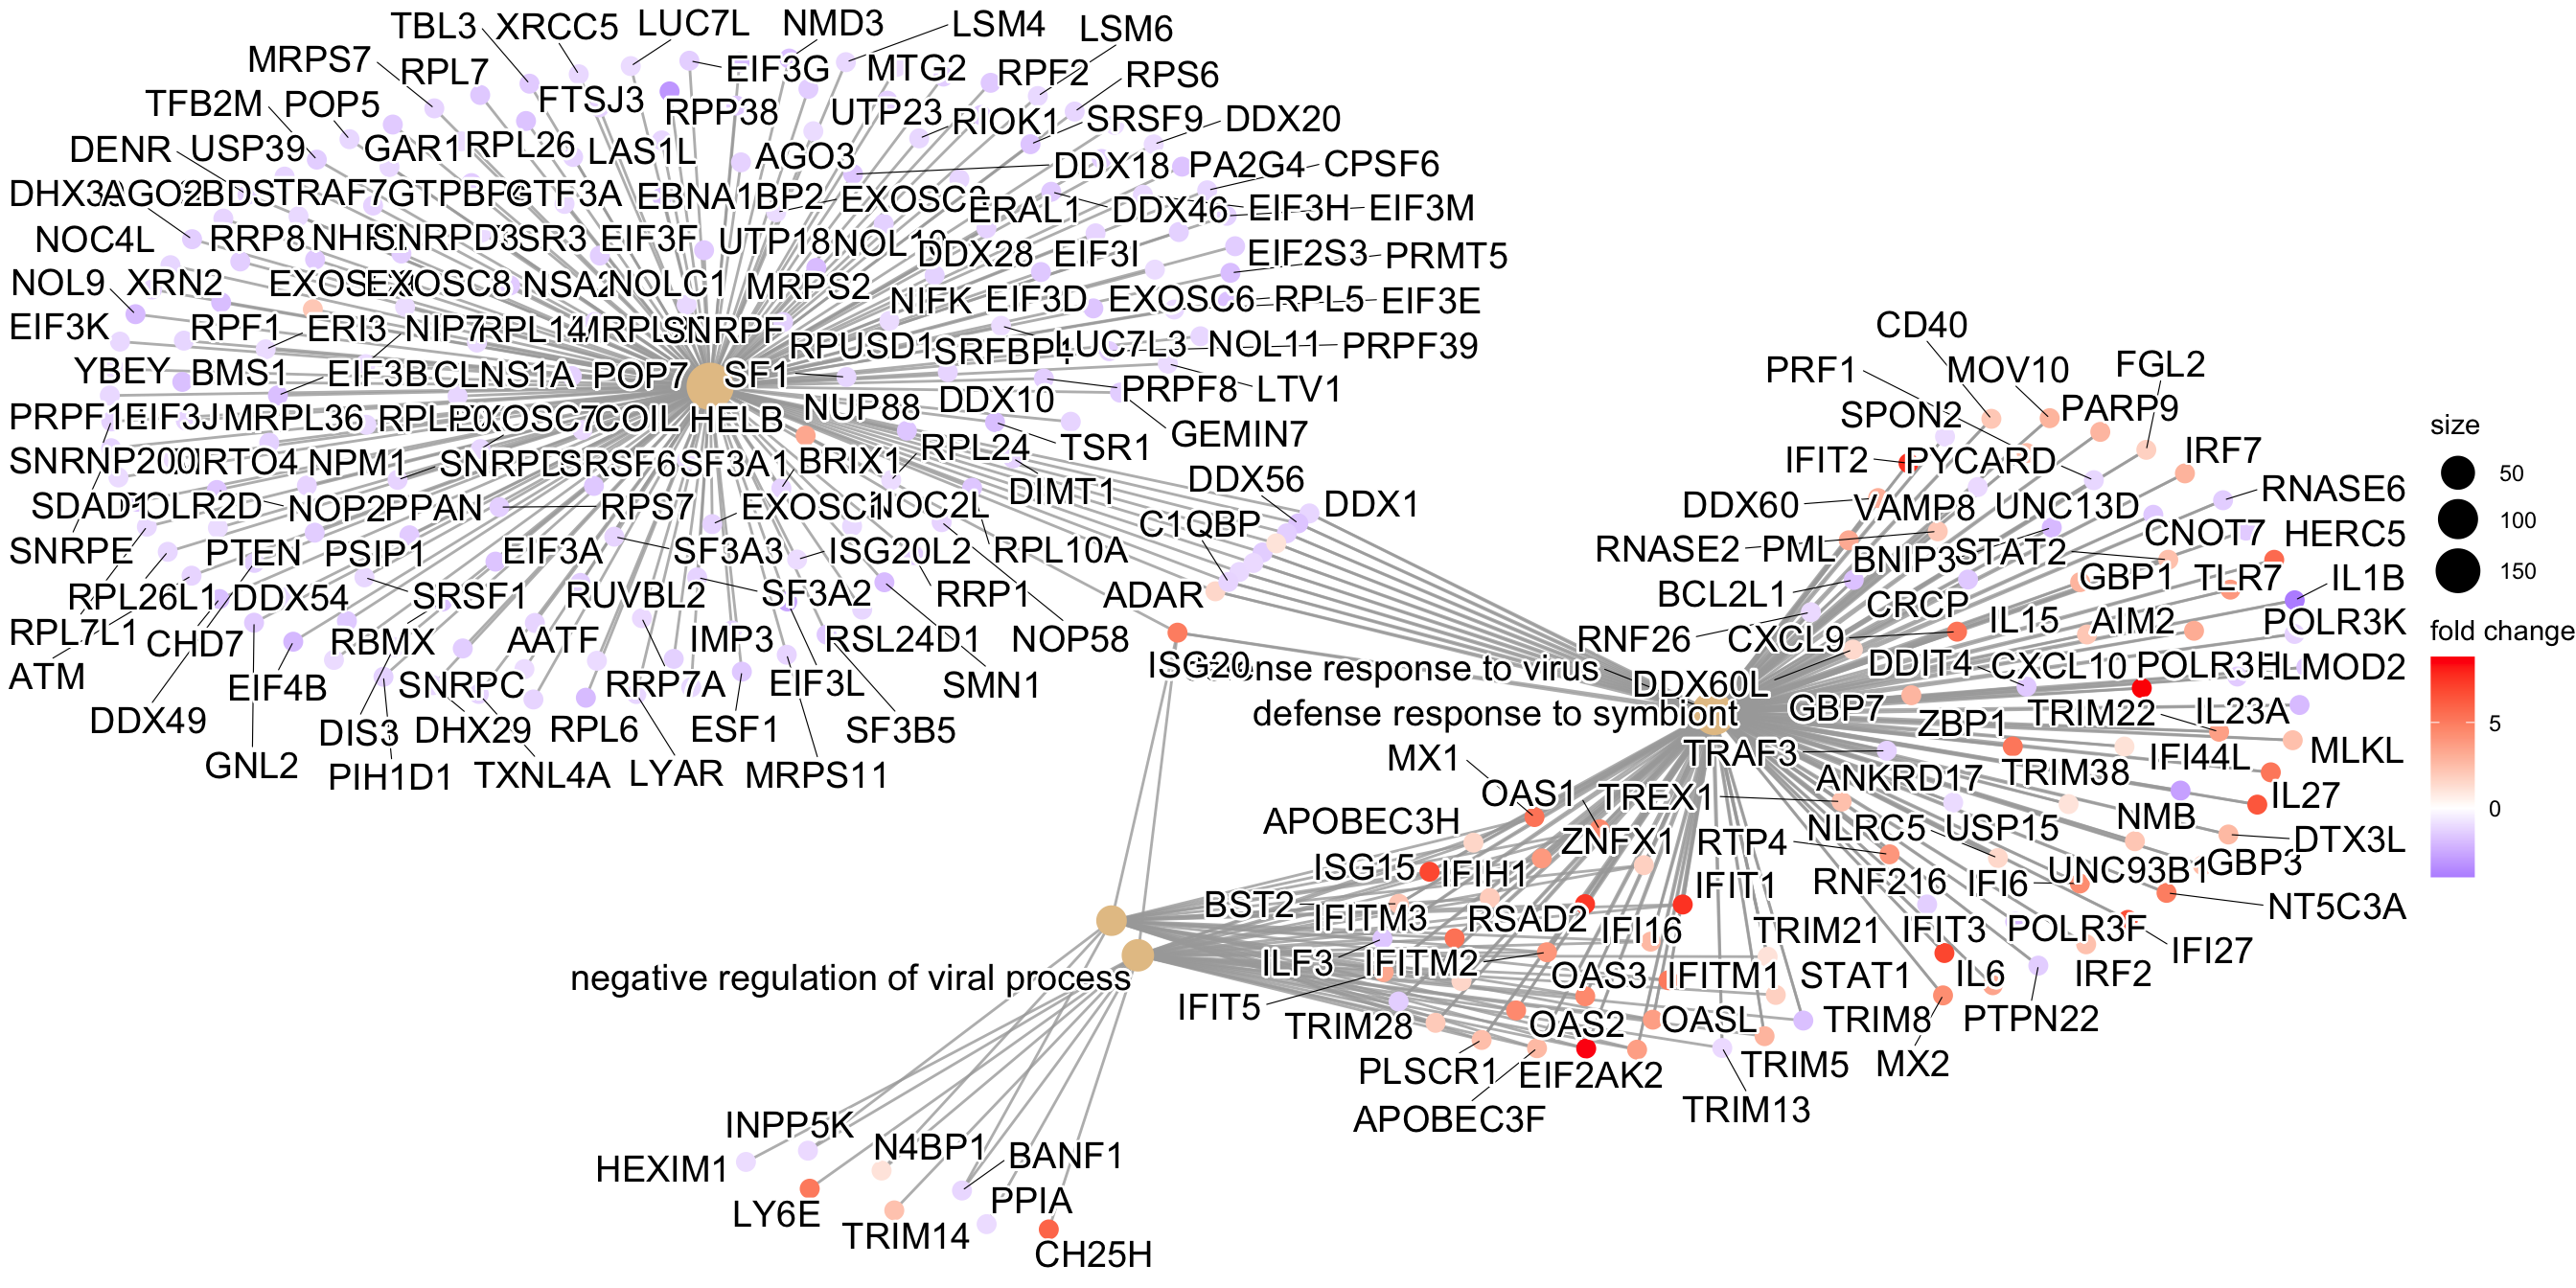 TBL3 XRCC5 LUC7L NMD3 LSM4 LSM6
MRPS7 RPL7 EIF3G MTG2 RPF2 RPS6
TFB2M POP5 FTSJ3 RPP38 UTP23 RIOK1 SRSF9 DDX20
DENR USP39 GAR1 RPL26 LAS1L AGO3 DDX18 PA2G4 CPSF6
AGO2 TRAF7 GTF3A EBNA1BP2 ERAL1 DDX46 EIF3H EIF3M
NOC4L RRP8 SNRPD3 EIF3F UTP18 DDX28 EIF3I EIF2S3 PRMT5
NOL9 XRN2 EXOSC8 NSA2 NOLC1 MRPS2 NIFK EIF3D EXOSC6 RPL5 EIF3E
EIF3K RPF1 ERI3 NIP7 RPL14 SNRPF RPUSD1 SRFBP1 LUC7L3 NOL11 PRPF39
YBEY BMS1 EIF3B CLNS1A POP7 SF1 PRPF8 LTV1
EIF3J MRPL36 RPLP0 EXOSC7 COIL HELB NUP88 DDX10 GEMIN7
SNRNP200 RTO4 NPM1 SRSF6 SF3A1 BRIX1 RPL24 TSR1
SDAD1 POLR2D NOP2 PPAN RPS7 EXOSC1 NOC2L DIMT1 DDX56 DDX1
SNRPE PTEN PSIP1 EIF3A SF3A3 ISG20L2 RPL10A C1QBP
RPL26L1 DDX54 SRSF1 RUVBL2 SF3A2 RRP1 ADAR
RPL7L1 CHD7 RBMX AATF IMP3 RSL24D1 NOP58 ISG20
ATM EIF4B SNRPC RRP7A EIF3L SMN1
DDX49 DIS3 DHX29 RPL6 ESF1 SF3B5
GNL2 PIH1D1 TXNL4A LYAR MRPS11
CD40
PRF1 MOV10 FGL2
SPON2 PARP9
IFIT2 PYCARD IRF7
DDX60 VAMP8 UNC13D RNASE6
RNASE2 PML BNIP3 STAT2 CNOT7 HERC5
BCL2L1 CRCP GBP1 TLR7 IL1B
RNF26 CXCL9 IL15 AIM2 POLR3K
defense response to virus DDX60L DDIT4 CXCL10 POLR3H LMOD2
defense response to symbiont GBP7 ZBP1 TRIM22 IL23A
MX1 TRAF3 TRIM38 IFI44L MLKL
OAS1 TREX1 ANKRD17 NMB IL27
APOBEC3H ZNFX1 RTP4 NLRC5 USP15 DTX3L
ISG15 IFIH1 IFIT1 RNF216 IFI6 UNC93B1 GBP3
BST2 IFITM3 RSAD2 IFI16 TRIM21 IFIT3 POLR3F NT5C3A
ILF3 IFITM2 OAS3 IFITM1 STAT1 IL6 IRF2 IFI27
IFIT5 TRIM28 OAS2 OASL TRIM8 PTPN22
PLSCR1 EIF2AK2 TRIM5 MX2
APOBEC3F TRIM13
negative regulation of viral process
INPP5K N4BP1 BANF1
HEXIM1 PPIA
LY6E TRIM14 CH25H
size
50
100
150
fold change
5
0